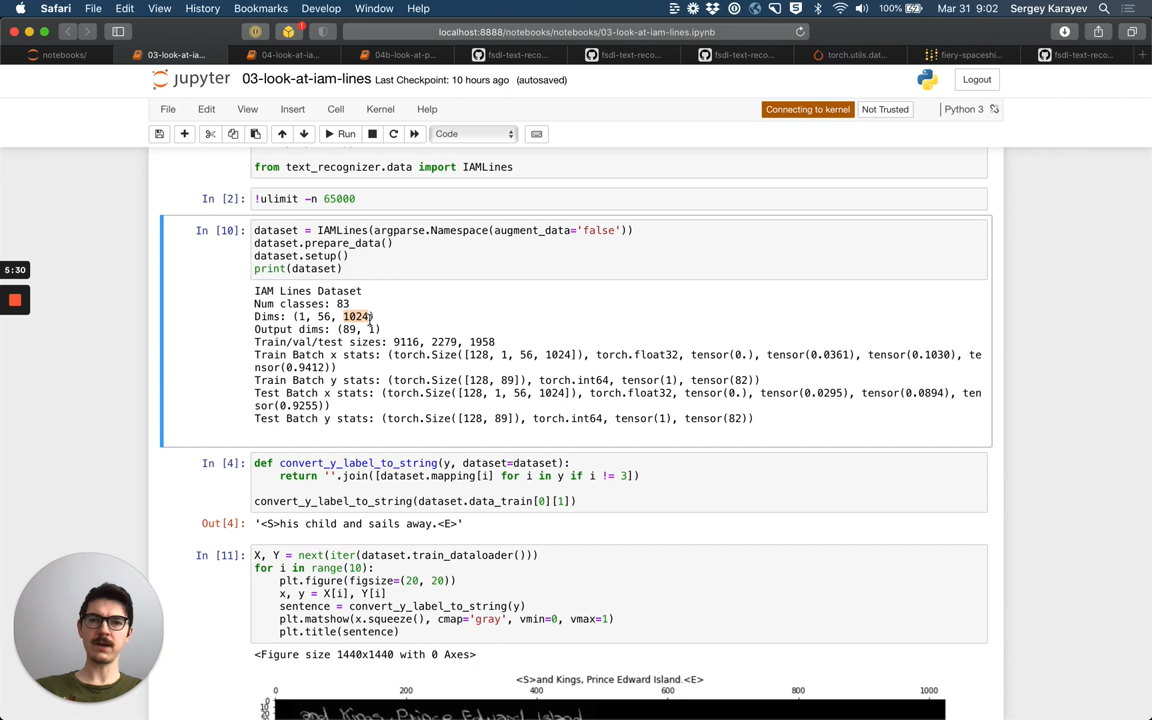 Safari File Edit View History Bookmarks Develop Window Help 100% Mar 31 9:02 Sergey Karayev
localhost:8888/notebooks/notebooks/03-look-at-iam-lines.ipynb
notebooks/ 03-look-at-ia... 04-look-at-ia... 04b-look-at-p... fsdl-text-reco... fsdl-text-reco... fsdl-text-reco... torch.utils.dat... fiery-spaceshi... fsdl-text-reco...
jupyter 03-look-at-iam-lines Last Checkpoint: 10 hours ago (autosaved) Logout
File Edit View Insert Cell Kernel Help Connecting to kernel Not Trusted Python 3
Run Code
from text_recognizer.data import IAMLines
In [2]: !ulimit -n 65000
In [10]: dataset = IAMLines(argparse.Namespace(augment_data='false'))
dataset.prepare_data()
dataset.setup()
print(dataset)
5:30
IAM Lines Dataset
Num classes: 83
Dims: (1, 56, 1024)
Output dims: (89, 1)
Train/val/test sizes: 9116, 2279, 1958
Train Batch x stats: (torch.Size([128, 1, 56, 1024]), torch.float32, tensor(0.), tensor(0.0361), tensor(0.1030), te
nsor(0.9412))
Train Batch y stats: (torch.Size([128, 89]), torch.int64, tensor(1), tensor(82))
Test Batch x stats: (torch.Size([128, 1, 56, 1024]), torch.float32, tensor(0.), tensor(0.0295), tensor(0.0894), ten
sor(0.9255))
Test Batch y stats: (torch.Size([128, 89]), torch.int64, tensor(1), tensor(82))
In [4]: def convert_y_label_to_string(y, dataset=dataset):
return ''.join([dataset.mapping[i] for i in y if i != 3])
convert_y_label_to_string(dataset.data_train[0][1])
Out[4]: '<S>his child and sails away.<E>'
In [11]: X, Y = next(iter(dataset.train_dataloader()))
for i in range(10):
plt.figure(figsize=(20, 20))
x, y = X[i], Y[i]
sentence = convert_y_label_to_string(y)
plt.matshow(x.squeeze(), cmap='gray', vmin=0, vmax=1)
plt.title(sentence)
<Figure size 1440x1440 with 0 Axes>
<S>and Kings, Prince Edward Island.<E>
0 200 400 600 800 1000
0
10
and Kings, Prince Edward Island